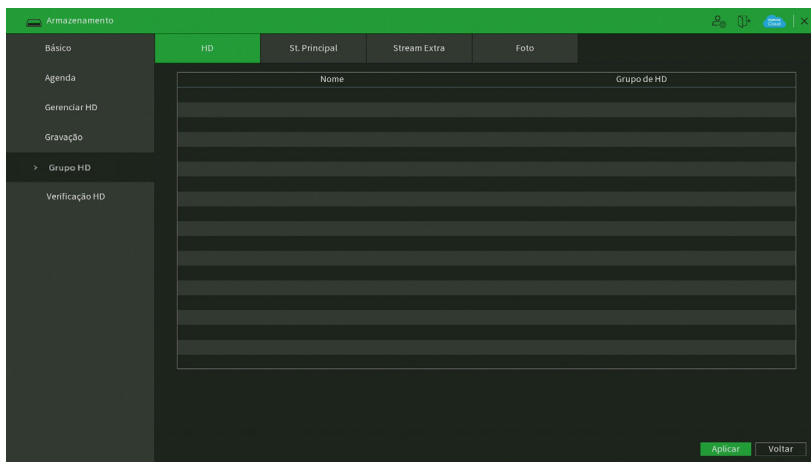 Armazenamento
Básico
HD
St. Principal
Stream Extra
Foto
Agenda
Nome
Grupo de HD
Gerenciar HD
Gravação
> Grupo HD
Verificação HD
Aplicar
Voltar